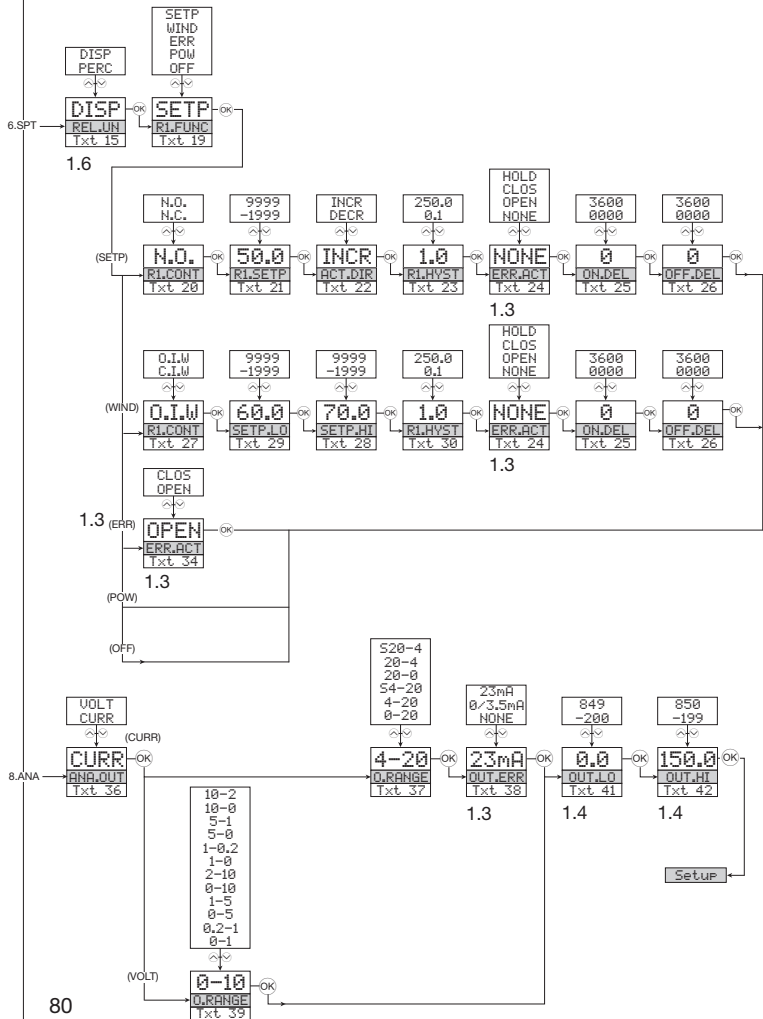 SETP
WIND
ERR
POW
OFF
DISP
PERC
6.SPT
DISP
REL.UN
Txt 15
OK
SETP
R1.FUNC
Txt 19
OK
1.6
(SETP)
N.O.
N.C.
N.O.
R1.CONT
Txt 20
OK
9999
-1999
50.0
R1.SETP
Txt 21
OK
INCR
DECR
INCR
ACT.DIR
Txt 22
OK
250.0
0.1
1.0
R1.HYST
Txt 23
OK
HOLD
CLOS
OPEN
NONE
NONE
ERR.ACT
Txt 24
OK
1.3
3600
0000
0
ON.DEL
Txt 25
OK
3600
0000
0
OFF.DEL
Txt 26
OK
(WIND)
O.I.W
C.I.W
O.I.W
R1.CONT
Txt 27
OK
9999
-1999
60.0
SETP.LO
Txt 29
OK
9999
-1999
70.0
SETP.HI
Txt 28
OK
250.0
0.1
1.0
R1.HYST
Txt 30
OK
HOLD
CLOS
OPEN
NONE
NONE
ERR.ACT
Txt 24
OK
1.3
3600
0000
0
ON.DEL
Txt 25
OK
3600
0000
0
OFF.DEL
Txt 26
OK
1.3 (ERR)
CLOS
OPEN
OPEN
ERR.ACT
Txt 34
OK
1.3
(POW)
(OFF)
8.ANA
VOLT
CURR
CURR
ANA.OUT
Txt 36
OK
(CURR)
S20-4
20-4
20-0
S4-20
4-20
0-20
4-20
O.RANGE
Txt 37
OK
23mA
0/3.5mA
NONE
23mA
OUT.ERR
Txt 38
OK
1.3
849
-200
0.0
OUT.LO
Txt 41
OK
1.4
850
-199
150.0
OUT.HI
Txt 42
OK
1.4
Setup
(VOLT)
10-2
10-0
5-1
5-0
1-0.2
1-0
2-10
0-10
1-5
0-5
0.2-1
0-1
0-10
O.RANGE
Txt 39
OK
80